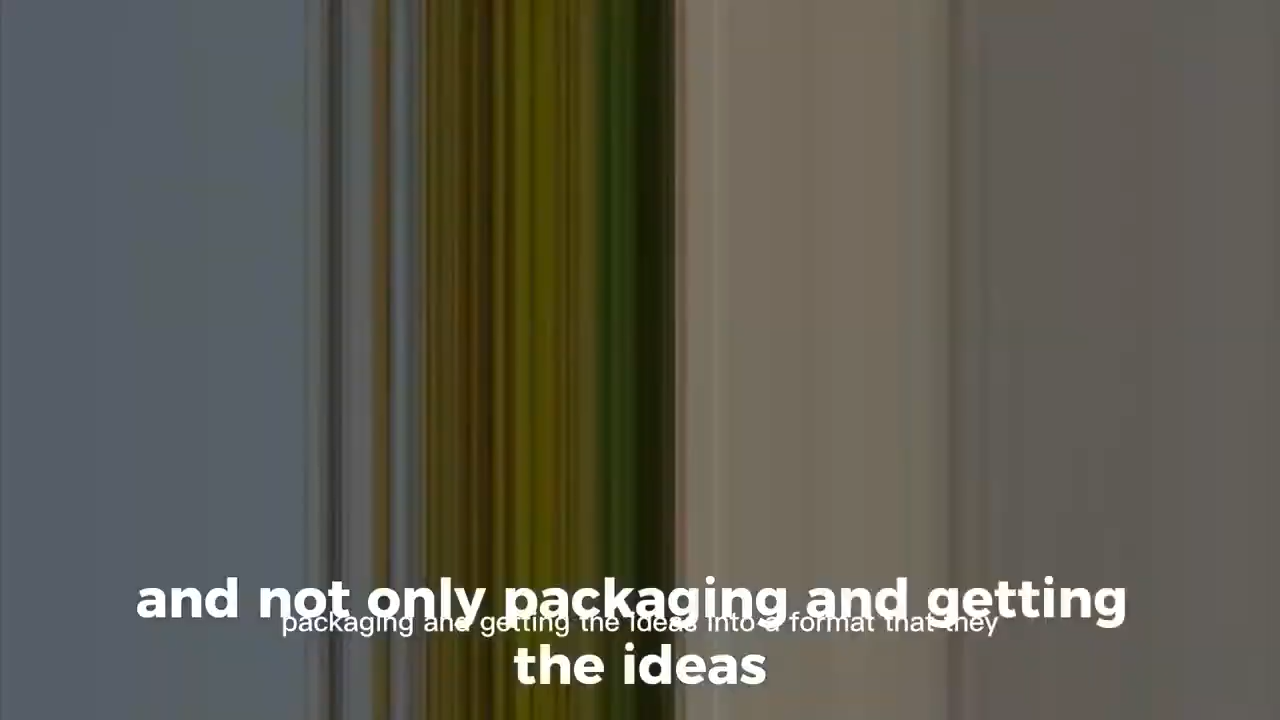 and not only packaging and getting
packaging and getting the ideas into a format that they
the ideas